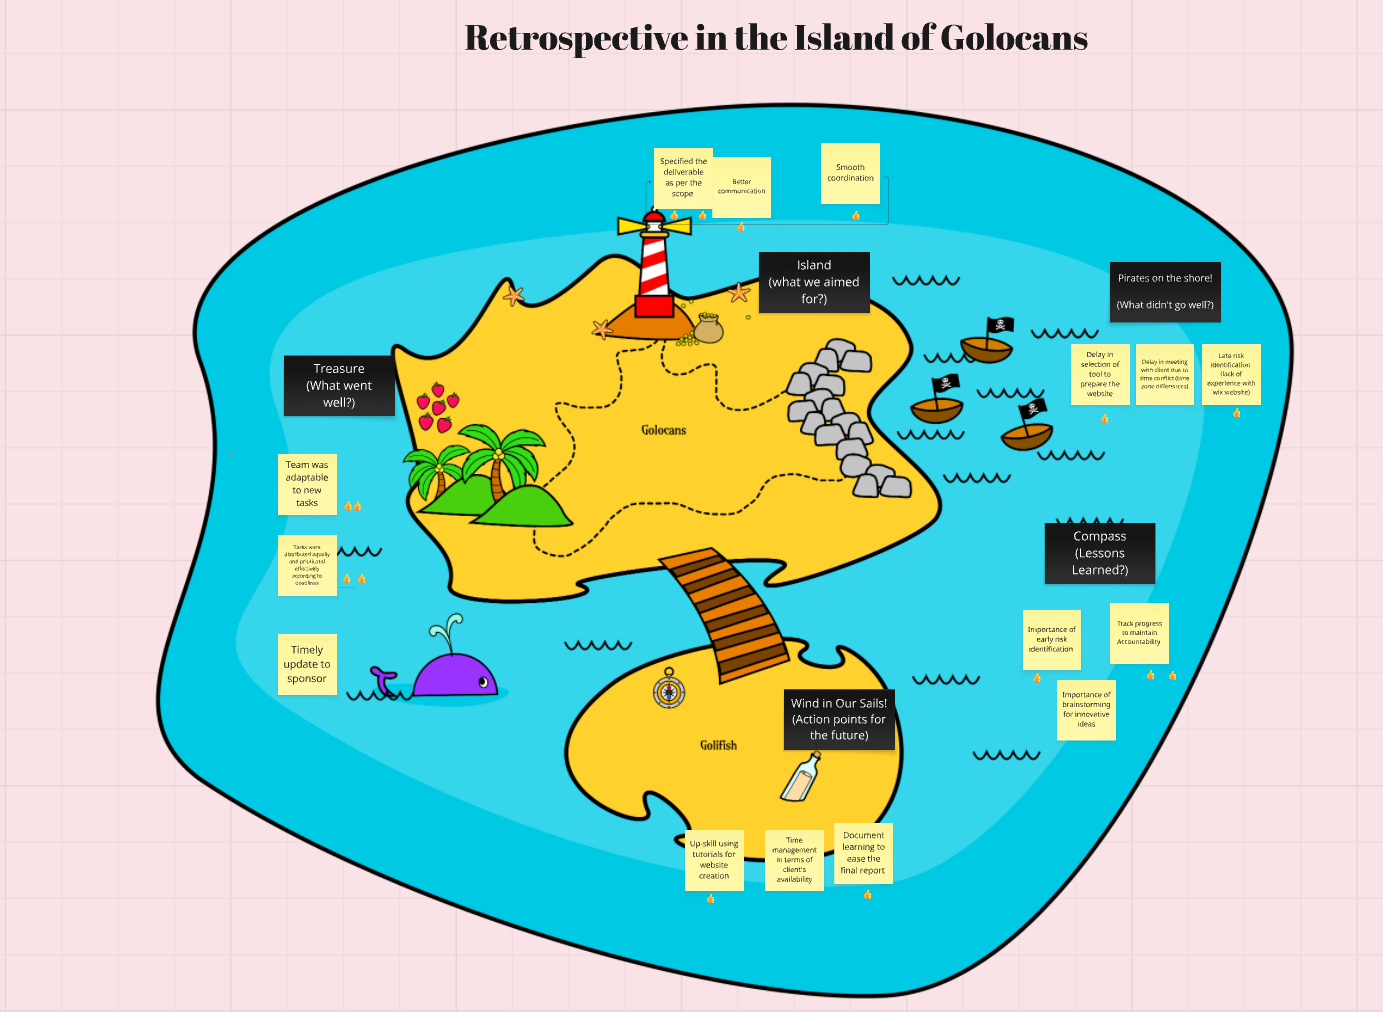 Retrospective in the Island of Golocans
Specified the
deliverable
as per the
scope
Better
communication
Smooth
coordination
Island
(what we aimed
for?)
Pirates on the shore!
(What didn't go well?)
Delay in
selection of
tool to
prepare the
website
Delay in meeting
with client due to
time conflict (time
zone differences)
Late risk
identification
(lack of
experience with
wix website)
Treasure
(What went
well?)
Golocans
Team was
adaptable
to new
tasks
Tasks were
distributed equally
and prioritized
effectively
according to
deadlines
Timely
update to
sponsor
Compass
(Lessons
Learned?)
Importance of
early risk
identification
Track progress
to maintain
Accountability
Importance of
brainstorming
for innovative
ideas
Wind in Our Sails!
(Action points for
the future)
Golifish
Up-skill using
tutorials for
website
creation
Time
management
in terms of
client's
availability
Document
learning to
ease the
final report